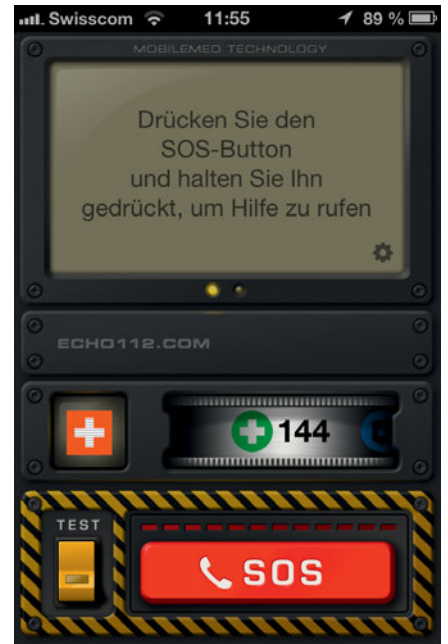 Swisscom 11:55 89 %
MOBILEMED TECHNOLOGY
Drücken Sie den
SOS-Button
und halten Sie Ihn
gedrückt, um Hilfe zu rufen
ECHO112.COM
144
TEST
SOS